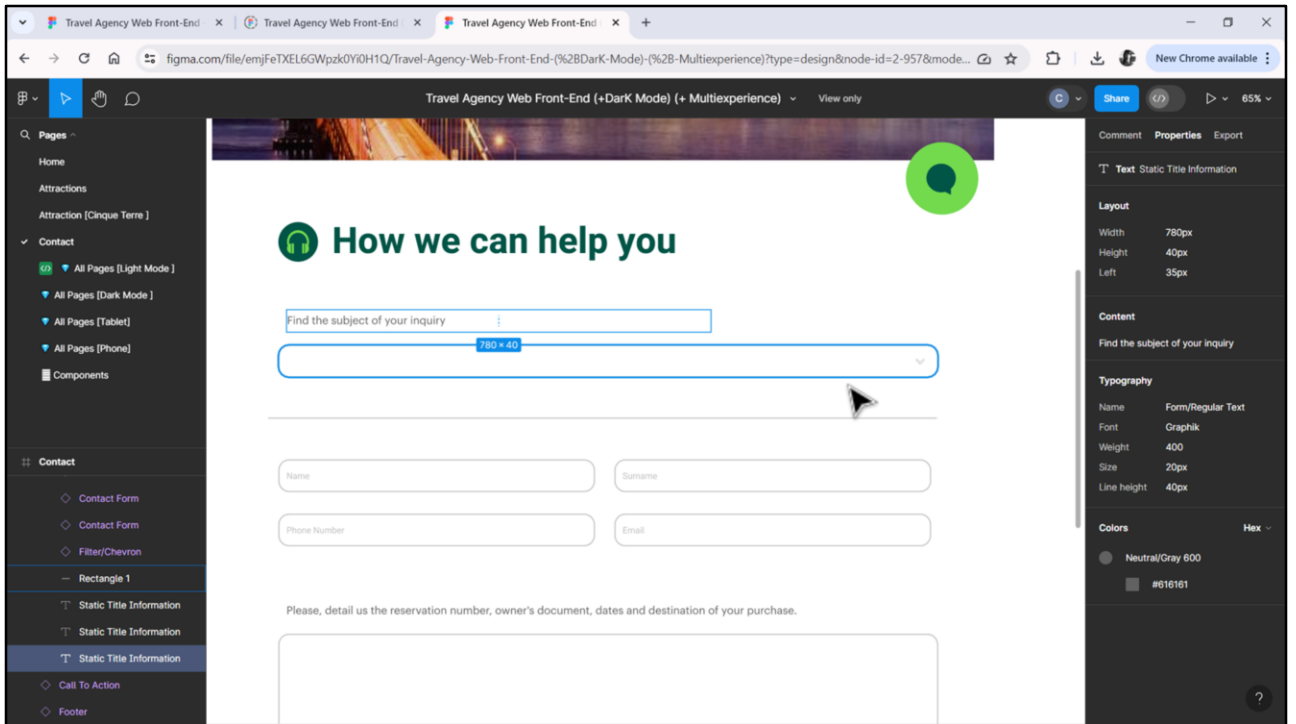 Travel Agency Web Front-End
Travel Agency Web Front-End
Travel Agency Web Front-End
figma.com/file/emjFeTXEL6GWpzk0Yi0H1Q/Travel-Agency-Web-Front-End-(%2BDarK-Mode)-(%2B-Multiexperience)?type=design&node-id=2-957&mode...
New Chrome available
Travel Agency Web Front-End (+DarK Mode) (+ Multiexperience)
View only
C
Share
65%
Pages
Home
Attractions
Attraction [Cinque Terre ]
Contact
All Pages [Light Mode ]
All Pages [Dark Mode ]
All Pages [Tablet]
All Pages [Phone]
Components
Contact
Contact Form
Contact Form
Filter/Chevron
Rectangle 1
Static Title Information
Static Title Information
Static Title Information
Call To Action
Footer
How we can help you
Find the subject of your inquiry
780 × 40
Name
Surname
Phone Number
Email
Please, detail us the reservation number, owner's document, dates and destination of your purchase.
Comment Properties Export
T Text Static Title Information
Layout
Width 780px
Height 40px
Left 35px
Content
Find the subject of your inquiry
Typography
Name Form/Regular Text
Font Graphik
Weight 400
Size 20px
Line height 40px
Colors Hex
Neutral/Gray 600
#616161
?